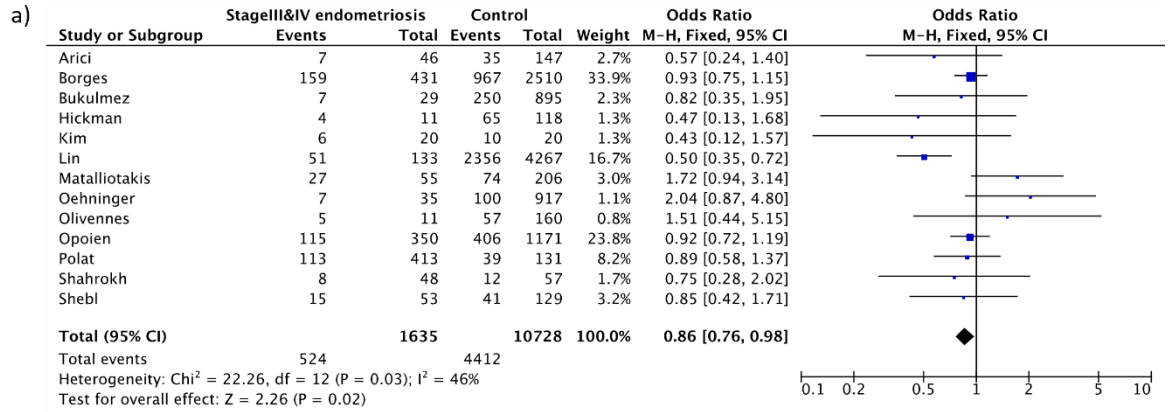 a)
StageIII&IV endometriosis Control Odds Ratio Odds Ratio
Study or Subgroup Events Total Events Total Weight M-H, Fixed, 95% CI M-H, Fixed, 95% CI
Arici 7 46 35 147 2.7% 0.57 [0.24, 1.40]
Borges 159 431 967 2510 33.9% 0.93 [0.75, 1.15]
Bukulmez 7 29 250 895 2.3% 0.82 [0.35, 1.95]
Hickman 4 11 65 118 1.3% 0.47 [0.13, 1.68]
Kim 6 20 10 20 1.3% 0.43 [0.12, 1.57]
Lin 51 133 2356 4267 16.7% 0.50 [0.35, 0.72]
Matalliotakis 27 55 74 206 3.0% 1.72 [0.94, 3.14]
Oehninger 7 35 100 917 1.1% 2.04 [0.87, 4.80]
Olivennes 5 11 57 160 0.8% 1.51 [0.44, 5.15]
Opoien 115 350 406 1171 23.8% 0.92 [0.72, 1.19]
Polat 113 413 39 131 8.2% 0.89 [0.58, 1.37]
Shahrokh 8 48 12 57 1.7% 0.75 [0.28, 2.02]
Shebl 15 53 41 129 3.2% 0.85 [0.42, 1.71]
Total (95% CI) 1635 10728 100.0% 0.86 [0.76, 0.98]
Total events 524 4412
Heterogeneity: Chi² = 22.26, df = 12 (P = 0.03); I² = 46%
Test for overall effect: Z = 2.26 (P = 0.02)
0.1 0.2 0.5 1 2 5 10